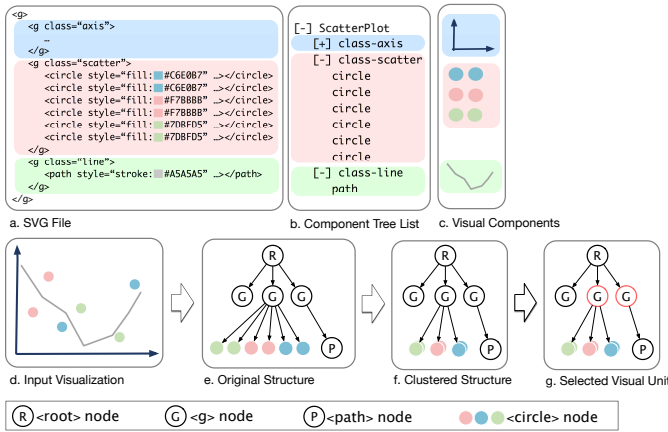 <g>
<g class="axis">
…
</g>
<g class="scatter">
<circle style="fill:#C6E0B7" …></circle>
<circle style="fill:#C6E0B7" …></circle>
<circle style="fill:#F7BBBB" …></circle>
<circle style="fill:#F7BBBB" …></circle>
<circle style="fill:#7DBFD5" …></circle>
<circle style="fill:#7DBFD5" …></circle>
</g>
<g class="line">
<path style="stroke:#A5A5A5" …></path>
</g>
</g>
a. SVG File
[-] ScatterPlot
[+] class-axis
[-] class-scatter
circle
circle
circle
circle
circle
circle
[-] class-line
path
b. Component Tree List
c. Visual Components
d. Input Visualization
R
G G G
P
e. Original Structure
R
G G G
P
f. Clustered Structure
R
G G G
P
g. Selected Visual Unit
R <root> node
G <g> node
P <path> node
<circle> node